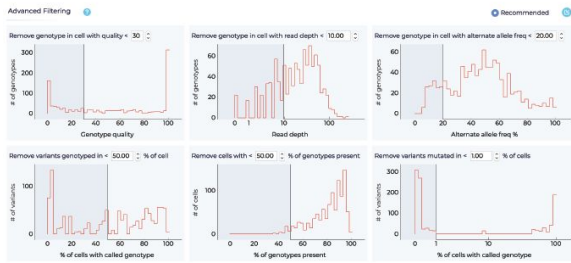 Advanced Filtering ?
Recommended
Remove genotype in cell with quality < 30
# of genotypes
300
200
100
0
0 20 40 60 80 100
Genotype quality
Remove genotype in cell with read depth < 10.00
# of genotypes
60
40
20
0
0 1 10 100
Read depth
Remove genotype in cell with alternate allele freq < 20.00
# of genotypes
60
40
20
0
0 20 40 60 80 100
Alternate allele freq %
Remove variants genotyped in < 50.00 % of cell
# of variants
100
0
0 20 40 60 80 100
% of cells with called genotype
Remove cells with < 50.00 % of genotypes present
# of cells
100
0
0 20 40 60 80 100
% of genotypes present
Remove variants mutated in < 1.00 % of cells
# of variants
300
200
100
0
0 1 10 100
% of cells with called genotype